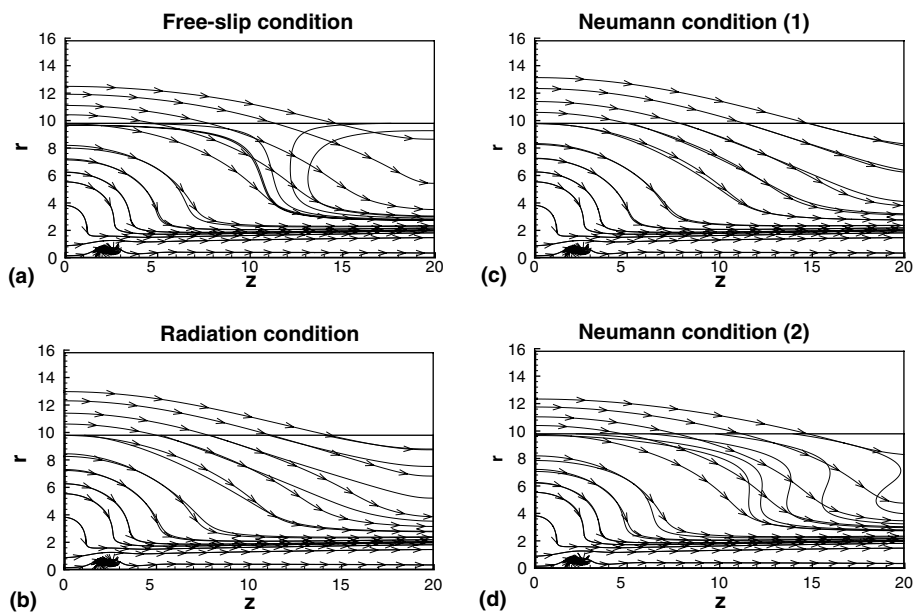 Free-slip condition
16
14
12
10
8
6
4
2
0
r
0 5 10 15 20
z
(a)
Neumann condition (1)
16
14
12
10
8
6
4
2
0
r
0 5 10 15 20
z
(c)
Radiation condition
16
14
12
10
8
6
4
2
0
r
0 5 10 15 20
z
(b)
Neumann condition (2)
16
14
12
10
8
6
4
2
0
r
0 5 10 15 20
z
(d)